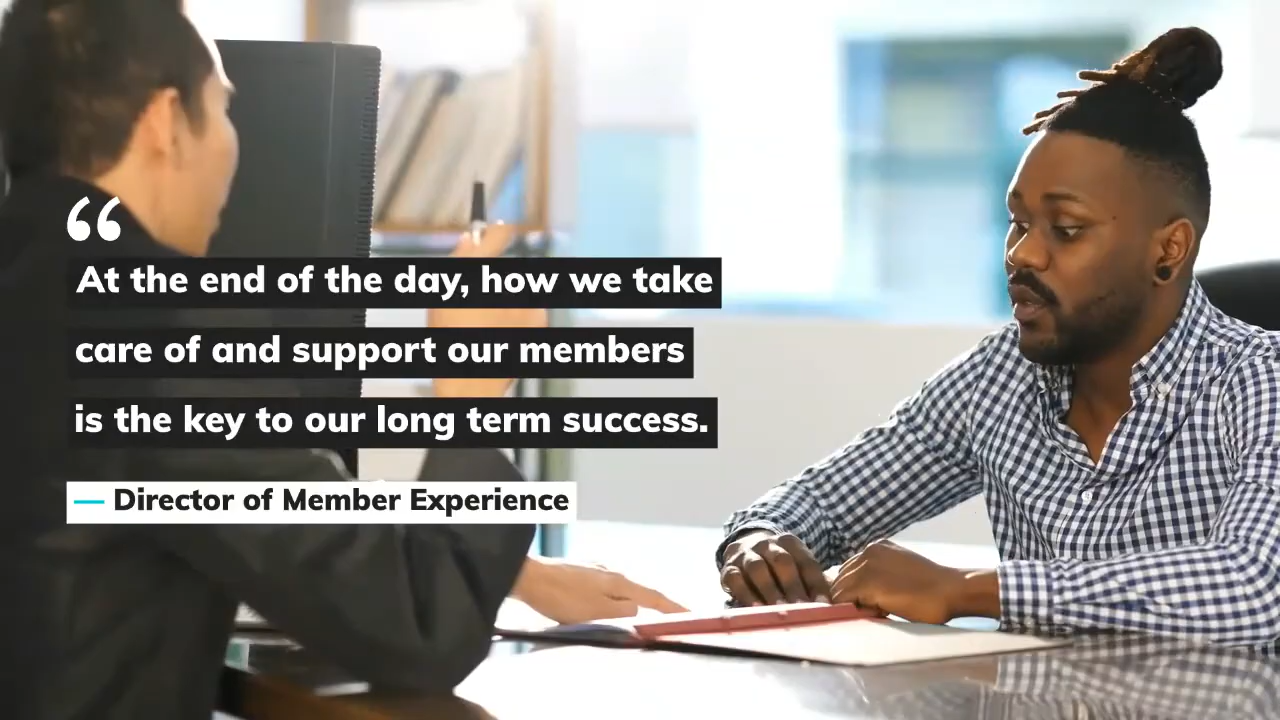 “
At the end of the day, how we take
care of and support our members
is the key to our long term success.
— Director of Member Experience